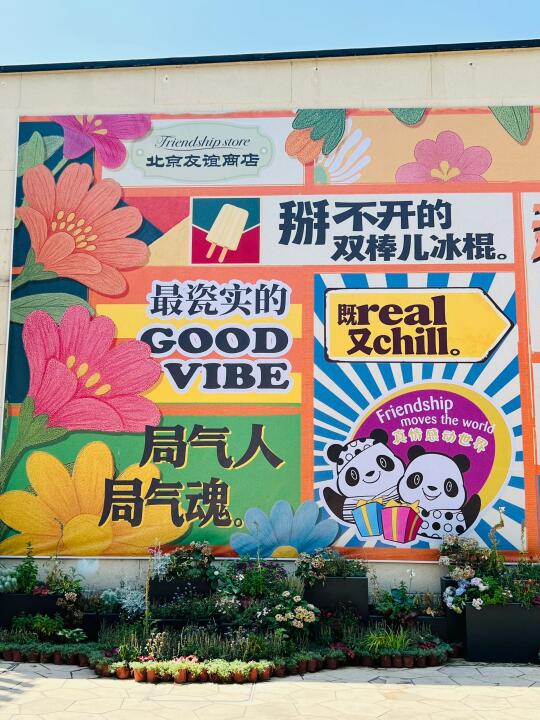 Friendship store
北京友谊商店
掰不开的
双棒儿冰棍。
最瓷实的
GOOD
VIBE
既real
又chill。
Friendship
moves the world
真情感动世界
局气人
局气魂。